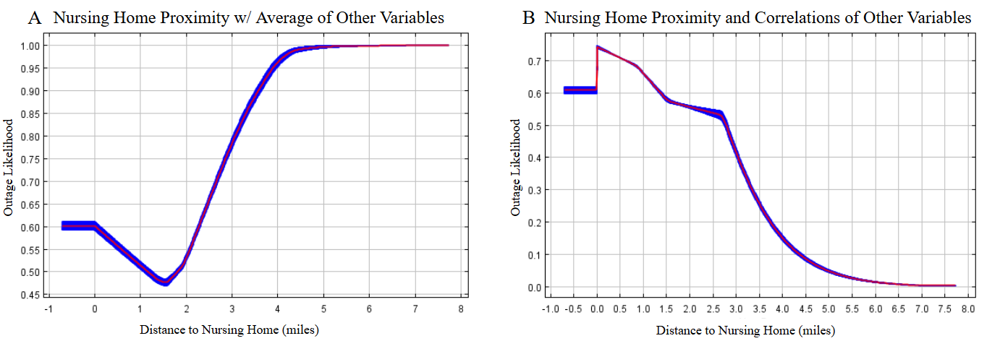 A Nursing Home Proximity w/ Average of Other Variables
Outage Likelihood
1.00
0.95
0.90
0.85
0.80
0.75
0.70
0.65
0.60
0.55
0.50
0.45
-1 0 1 2 3 4 5 6 7 8
Distance to Nursing Home (miles)
B Nursing Home Proximity and Correlations of Other Variables
Outage Likelihood
0.7
0.6
0.5
0.4
0.3
0.2
0.1
0.0
-1.0 -0.5 0.0 0.5 1.0 1.5 2.0 2.5 3.0 3.5 4.0 4.5 5.0 5.5 6.0 6.5 7.0 7.5 8.0
Distance to Nursing Home (miles)